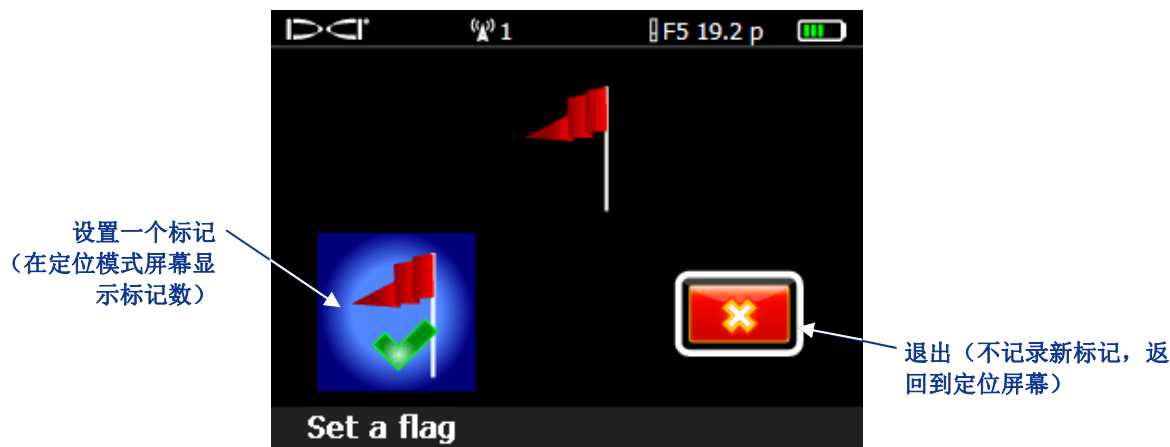 1
F5 19.2 p
设置一个标记
（在定位模式屏幕显
示标记数）
退出（不记录新标记，返
回到定位屏幕）
Set a flag